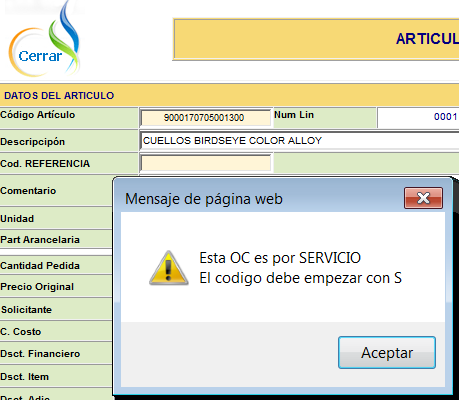 Cerrar
ARTICUL
DATOS DEL ARTICULO
Código Artículo 9000170705001300 Num Lin 0001
Descripcipón CUELLOS BIRDSEYE COLOR ALLOY
Cod. REFERENCIA
Comentario
Mensaje de página web
Unidad
Part Arancelaria
Esta OC es por SERVICIO
El codigo debe empezar con S
Cantidad Pedida
Precio Original
Solicitante
C. Costo
Aceptar
Dsct. Financiero
Dsct. Item
Dsct. Adic